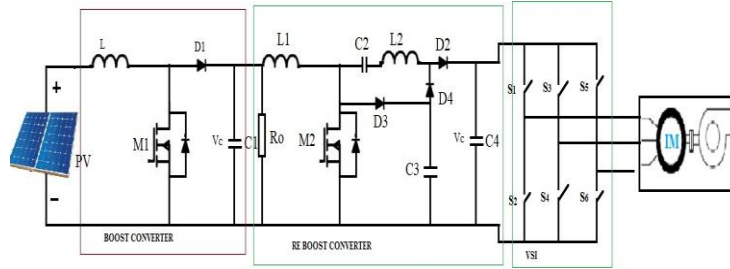 L
D1
L1
C2
L2
D2
+
PV
−
M1
Vc
C1
Ro
M2
D3
D4
C3
Vc
C4
S1
S3
S5
S2
S4
S6
IM
BOOST CONVERTER
RE BOOST CONVERTER
VSI